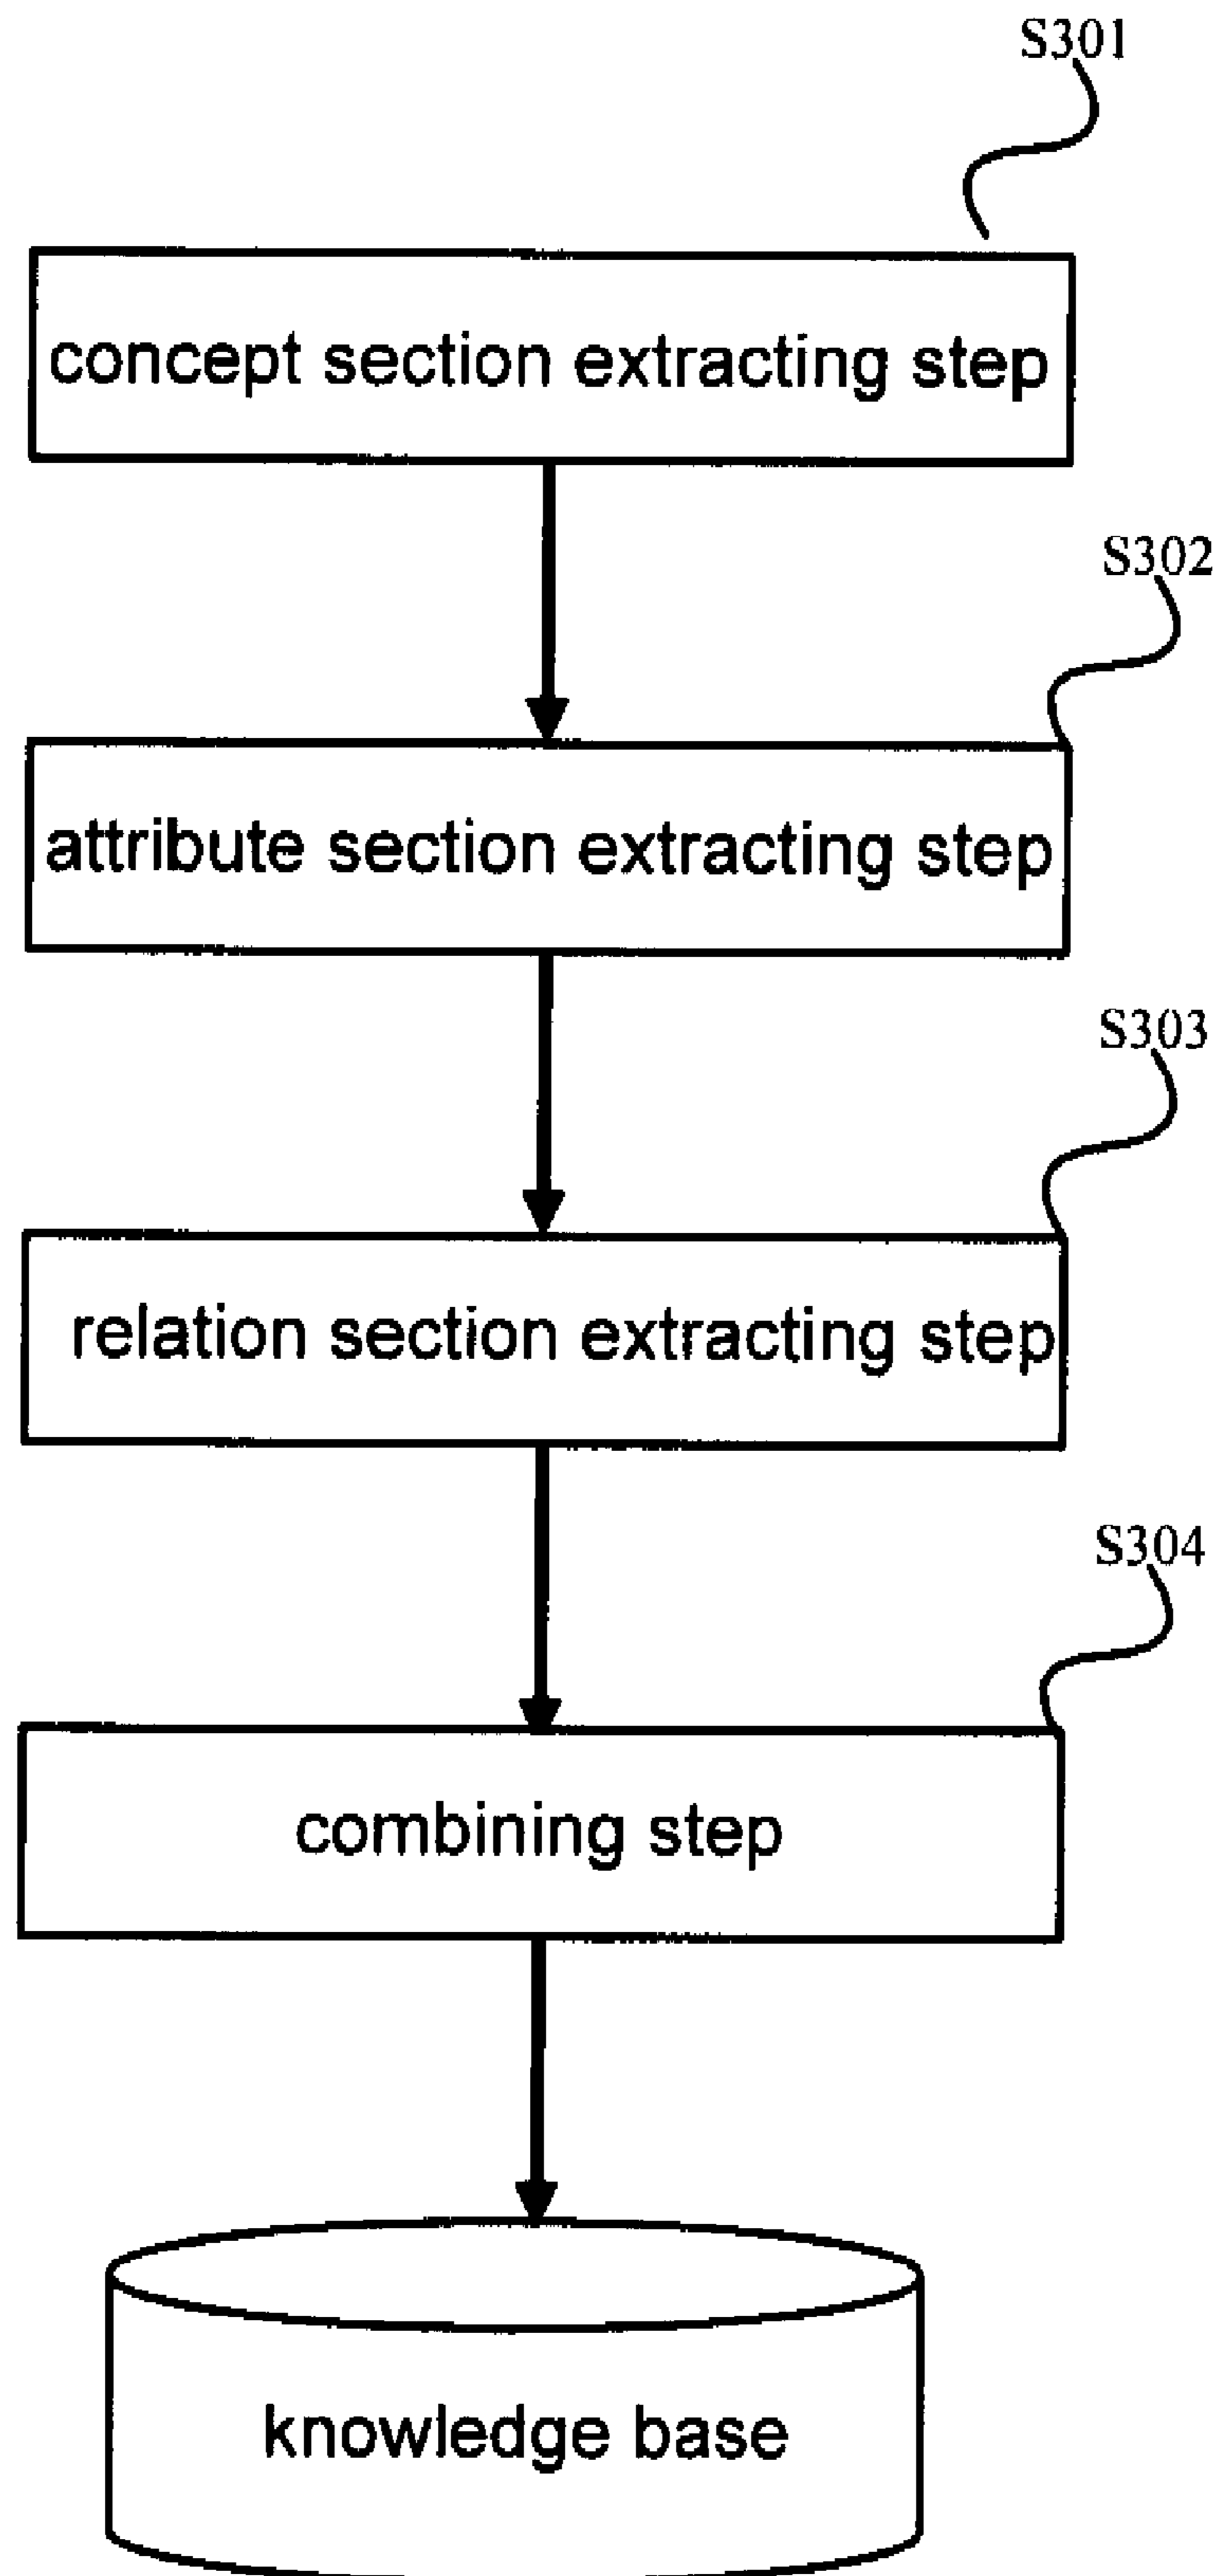 S301
concept section extracting step
S302
attribute section extracting step
S303
relation section extracting step
S304
combining step
knowledge base